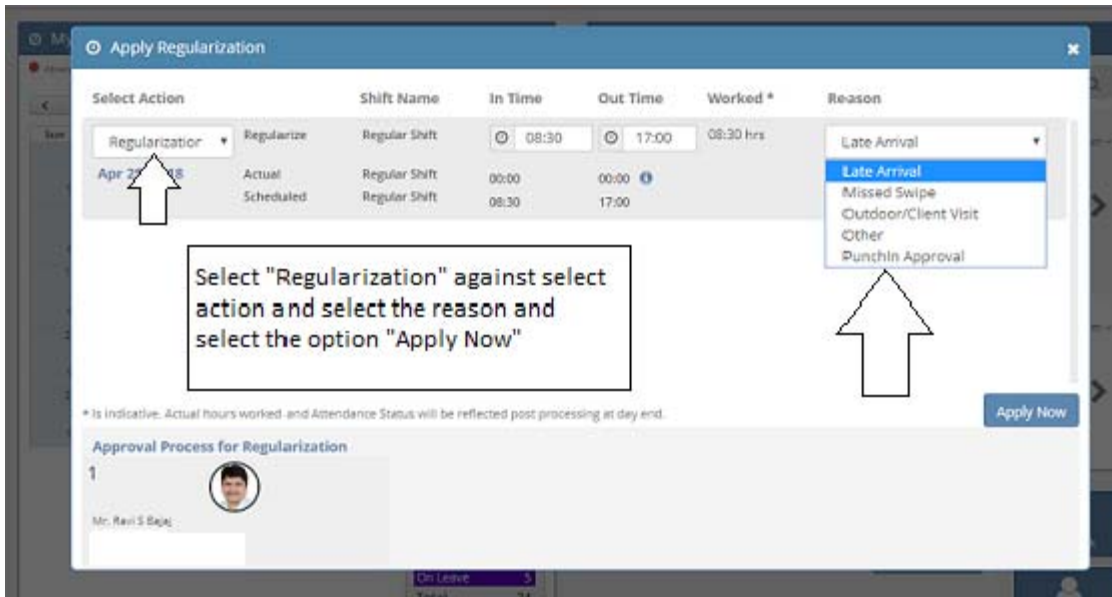 Apply Regularization
Select Action Shift Name In Time Out Time Worked * Reason
Regularization Regularize Regular Shift 08:30 17:00 08:30 hrs Late Arrival
Actual Regular Shift 00:00 00:00
Scheduled Regular Shift 08:30 17:00
Late Arrival
Missed Swipe
Outdoor/Client Visit
Other
PunchIn Approval
Select "Regularization" against select
action and select the reason and
select the option "Apply Now"
* Is indicative. Actual hours worked and Attendance Status will be reflected post processing at day end.
Apply Now
Approval Process for Regularization
1
Mr. Ravi S Bajaj
On Leave 5